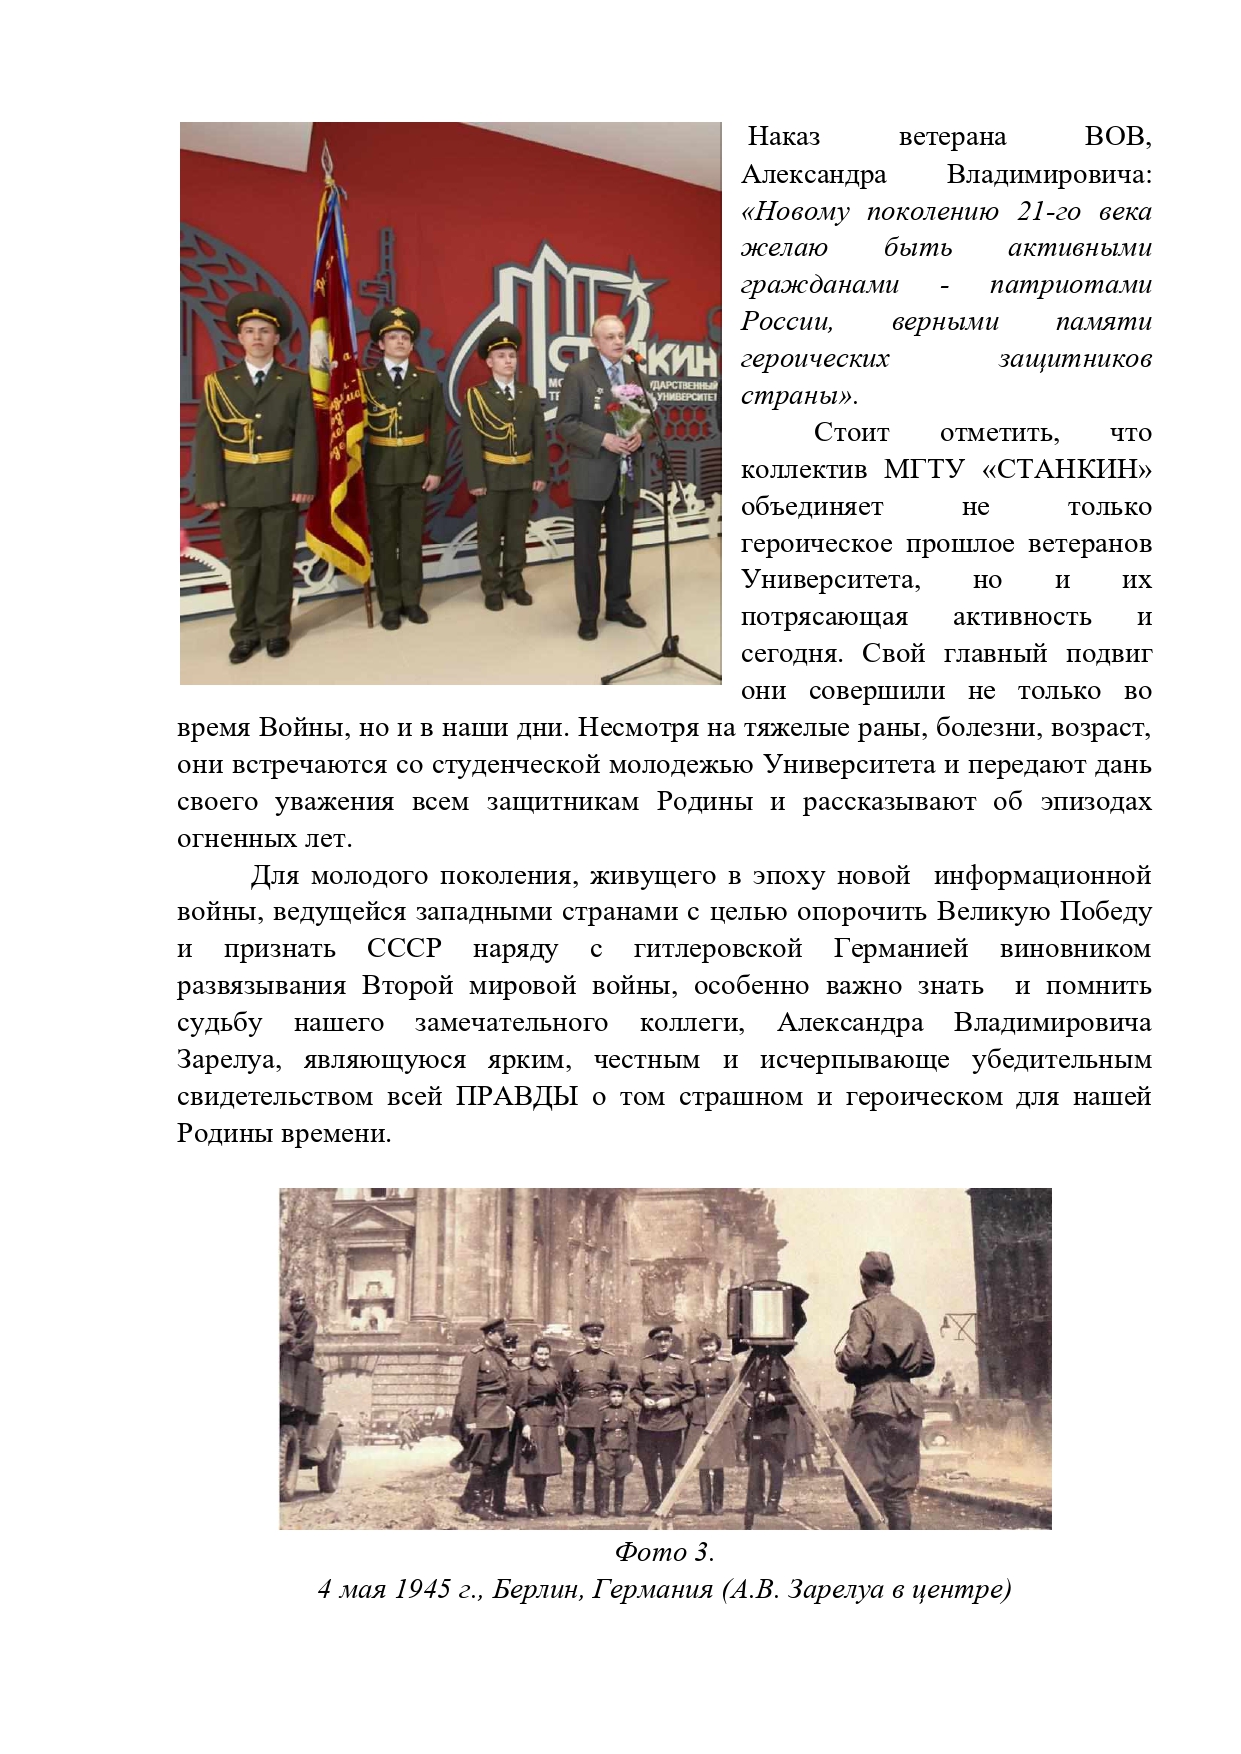 Наказ ветерана ВОВ,
Александра Владимировича:
«Новому поколению 21-го века
желаю быть активными
гражданами - патриотами
России, верными памяти
героических защитников
страны».
Стоит отметить, что
коллектив МГТУ «СТАНКИН»
объединяет не только
героическое прошлое ветеранов
Университета, но и их
потрясающая активность и
сегодня. Свой главный подвиг
они совершили не только во
время Войны, но и в наши дни. Несмотря на тяжелые раны, болезни, возраст,
они встречаются со студенческой молодежью Университета и передают дань
своего уважения всем защитникам Родины и рассказывают об эпизодах
огненных лет.
Для молодого поколения, живущего в эпоху новой информационной
войны, ведущейся западными странами с целью опорочить Великую Победу
и признать СССР наряду с гитлеровской Германией виновником
развязывания Второй мировой войны, особенно важно знать и помнить
судьбу нашего замечательного коллеги, Александра Владимировича
Зарелуа, являющуюся ярким, честным и исчерпывающе убедительным
свидетельством всей ПРАВДЫ о том страшном и героическом для нашей
Родины времени.
Фото 3.
4 мая 1945 г., Берлин, Германия (А.В. Зарелуа в центре)